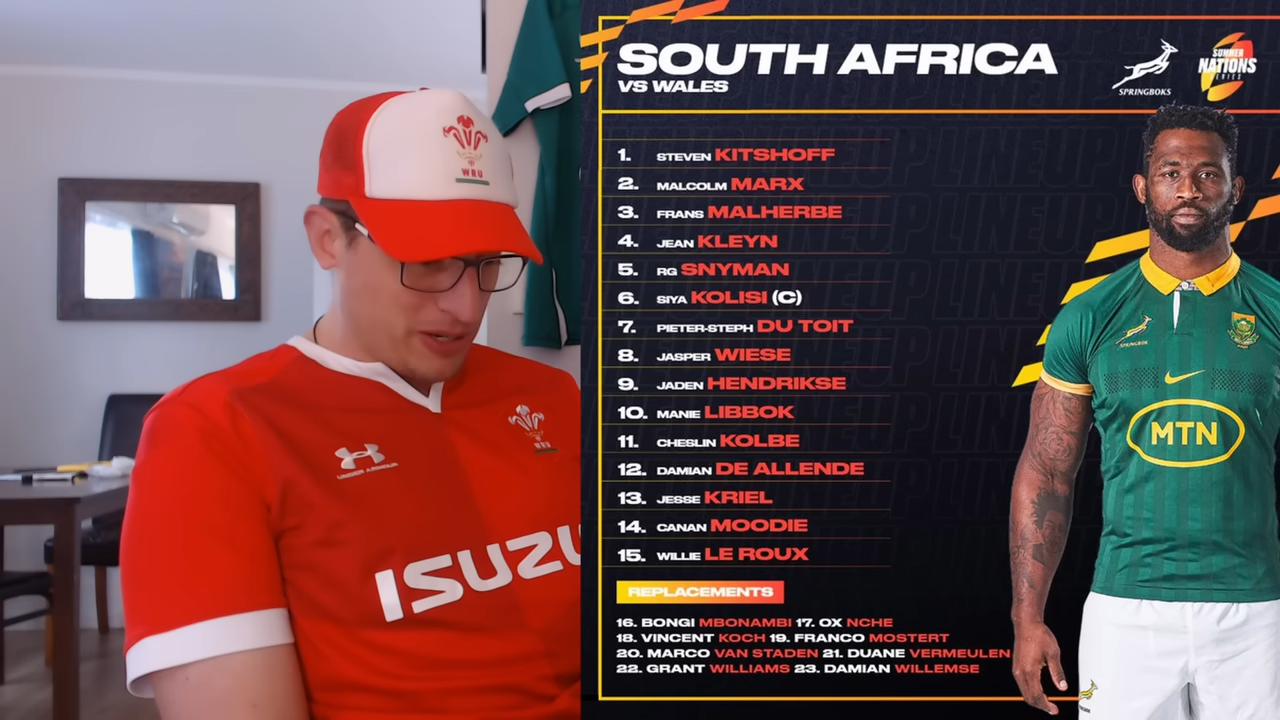 WRU
UNDER ARMOUR
WRU
ISUZU
SOUTH AFRICA
VS WALES
SPRINGBOKS
SUMMER
NATIONS
SERIES
1. STEVEN KITSHOFF
2. MALCOLM MARX
3. FRANS MALHERBE
4. JEAN KLEYN
5. RG SNYMAN
6. SIYA KOLISI (C)
7. PIETER-STEPH DU TOIT
8. JASPER WIESE
9. JADEN HENDRIKSE
10. MANIE LIBBOK
11. CHESLIN KOLBE
12. DAMIAN DE ALLENDE
13. JESSE KRIEL
14. CANAN MOODIE
15. WILLIE LE ROUX
REPLACEMENTS
16. BONGI MBONAMBI 17. OX NCHE
18. VINCENT KOCH 19. FRANCO MOSTERT
20. MARCO VAN STADEN 21. DUANE VERMEULEN
22. GRANT WILLIAMS 23. DAMIAN WILLEMSE
SPRINGBOK
MTN